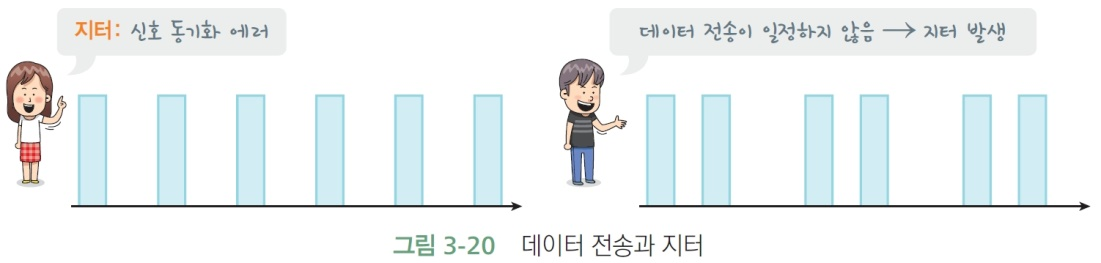 지터: 신호 동기화 에러
데이터 전송이 일정하지 않음 → 지터 발생
그림 3-20 데이터 전송과 지터